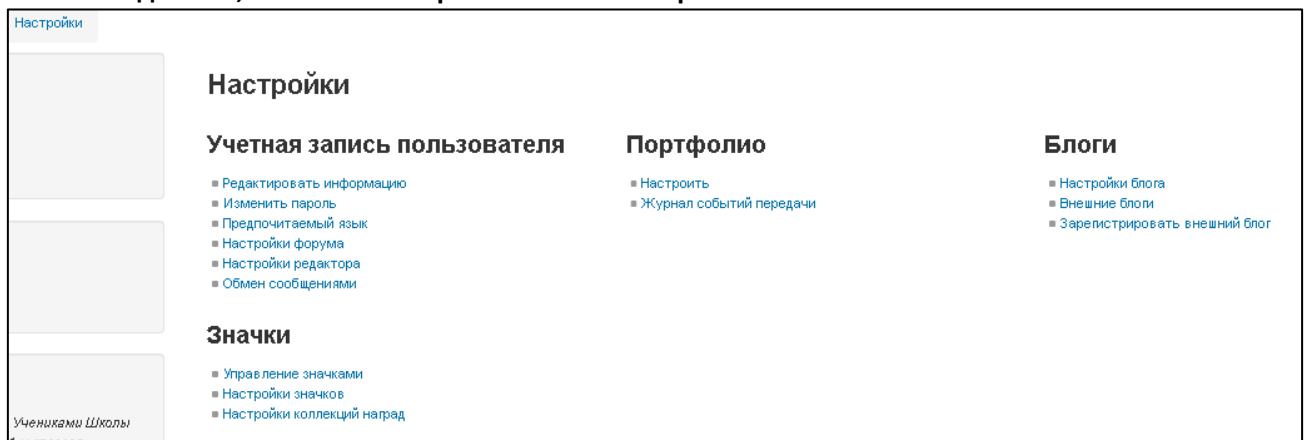 Настройки
Настройки
Учетная запись пользователя
Редактировать информацию
Изменить пароль
Предпочитаемый язык
Настройки форума
Настройки редактора
Обмен сообщениями
Портфолио
Настроить
Журнал событий передачи
Блоги
Настройки блога
Внешние блоги
Зарегистрировать внешний блог
Значки
Управление значками
Настройки значков
Настройки коллекций наград
Учениками Школы